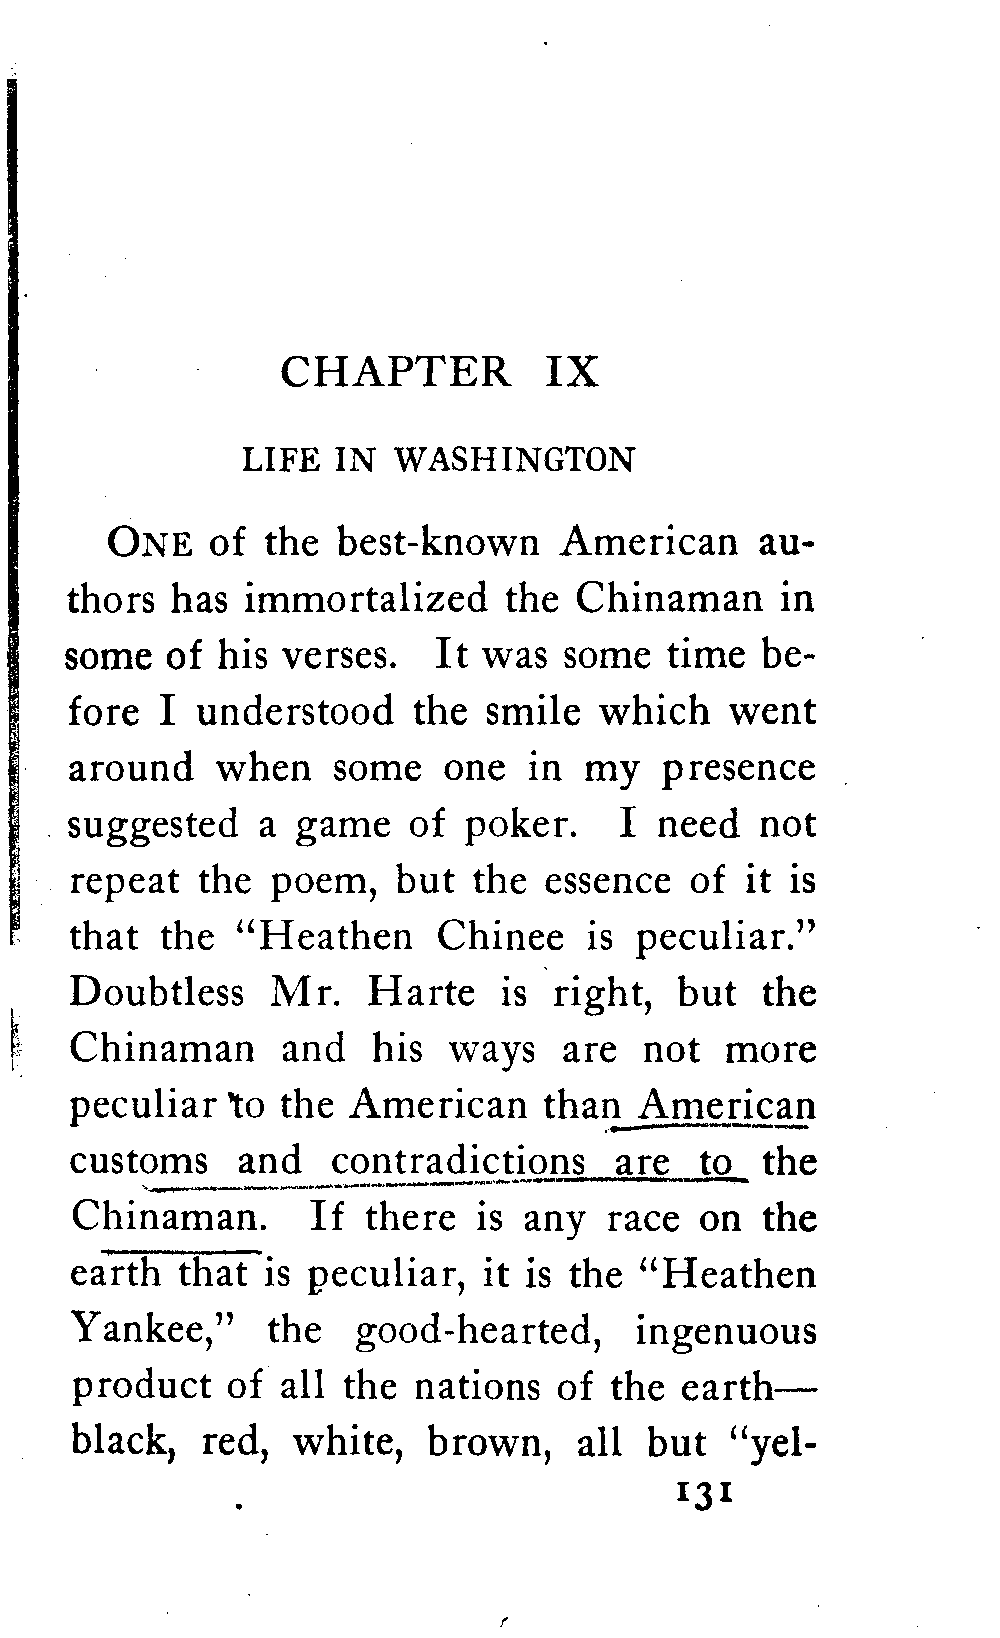 CHAPTER IX
LIFE IN WASHINGTON
ONE of the best-known American au-
thors has immortalized the Chinaman in
some of his verses. It was some time be-
fore I understood the smile which went
around when some one in my presence
suggested a game of poker. I need not
repeat the poem, but the essence of it is
that the “Heathen Chinee is peculiar.”
Doubtless Mr. Harte is right, but the
Chinaman and his ways are not more
peculiar to the American than American
customs and contradictions are to the
Chinaman. If there is any race on the
earth that is peculiar, it is the “Heathen
Yankee,” the good-hearted, ingenuous
product of all the nations of the earth—
black, red, white, brown, all but “yel-
131